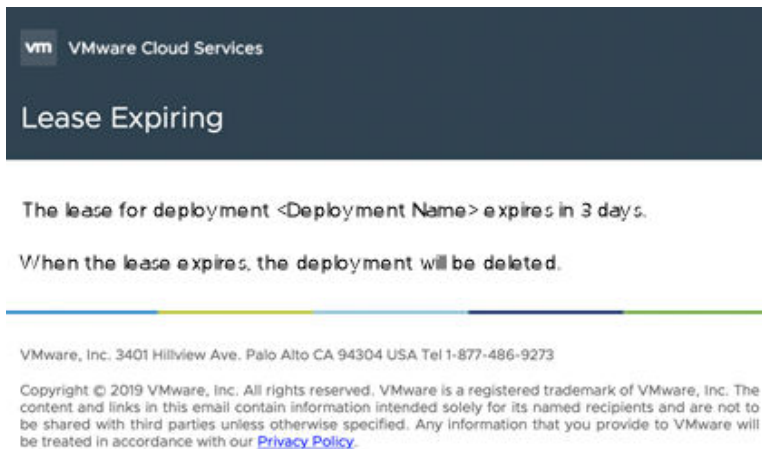 vm VMware Cloud Services
Lease Expiring
The lease for deployment <Deployment Name> expires in 3 days.
When the lease expires, the deployment will be deleted.
VMware, Inc. 3401 Hillview Ave. Palo Alto CA 94304 USA Tel 1-877-486-9273
Copyright © 2019 VMware, Inc. All rights reserved. VMware is a registered trademark of VMware, Inc. The
content and links in this email contain information intended solely for its named recipients and are not to
be shared with third parties unless otherwise specified. Any information that you provide to VMware will
be treated in accordance with our Privacy Policy.